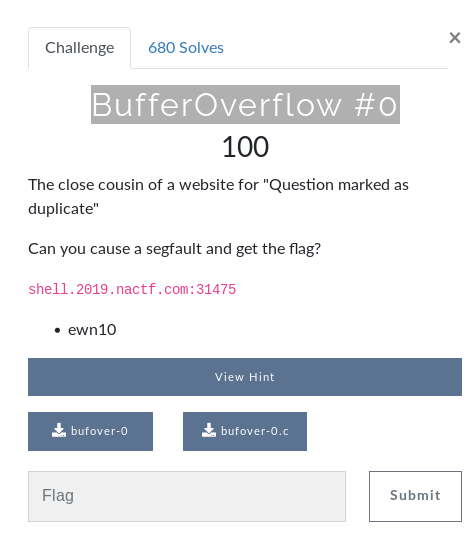 Challenge
680 Solves
×
BufferOverflow #0
100
The close cousin of a website for "Question marked as
duplicate"
Can you cause a segfault and get the flag?
shell.2019.nactf.com:31475
• ewn10
View Hint
bufover-0
bufover-0.c
Flag
Submit